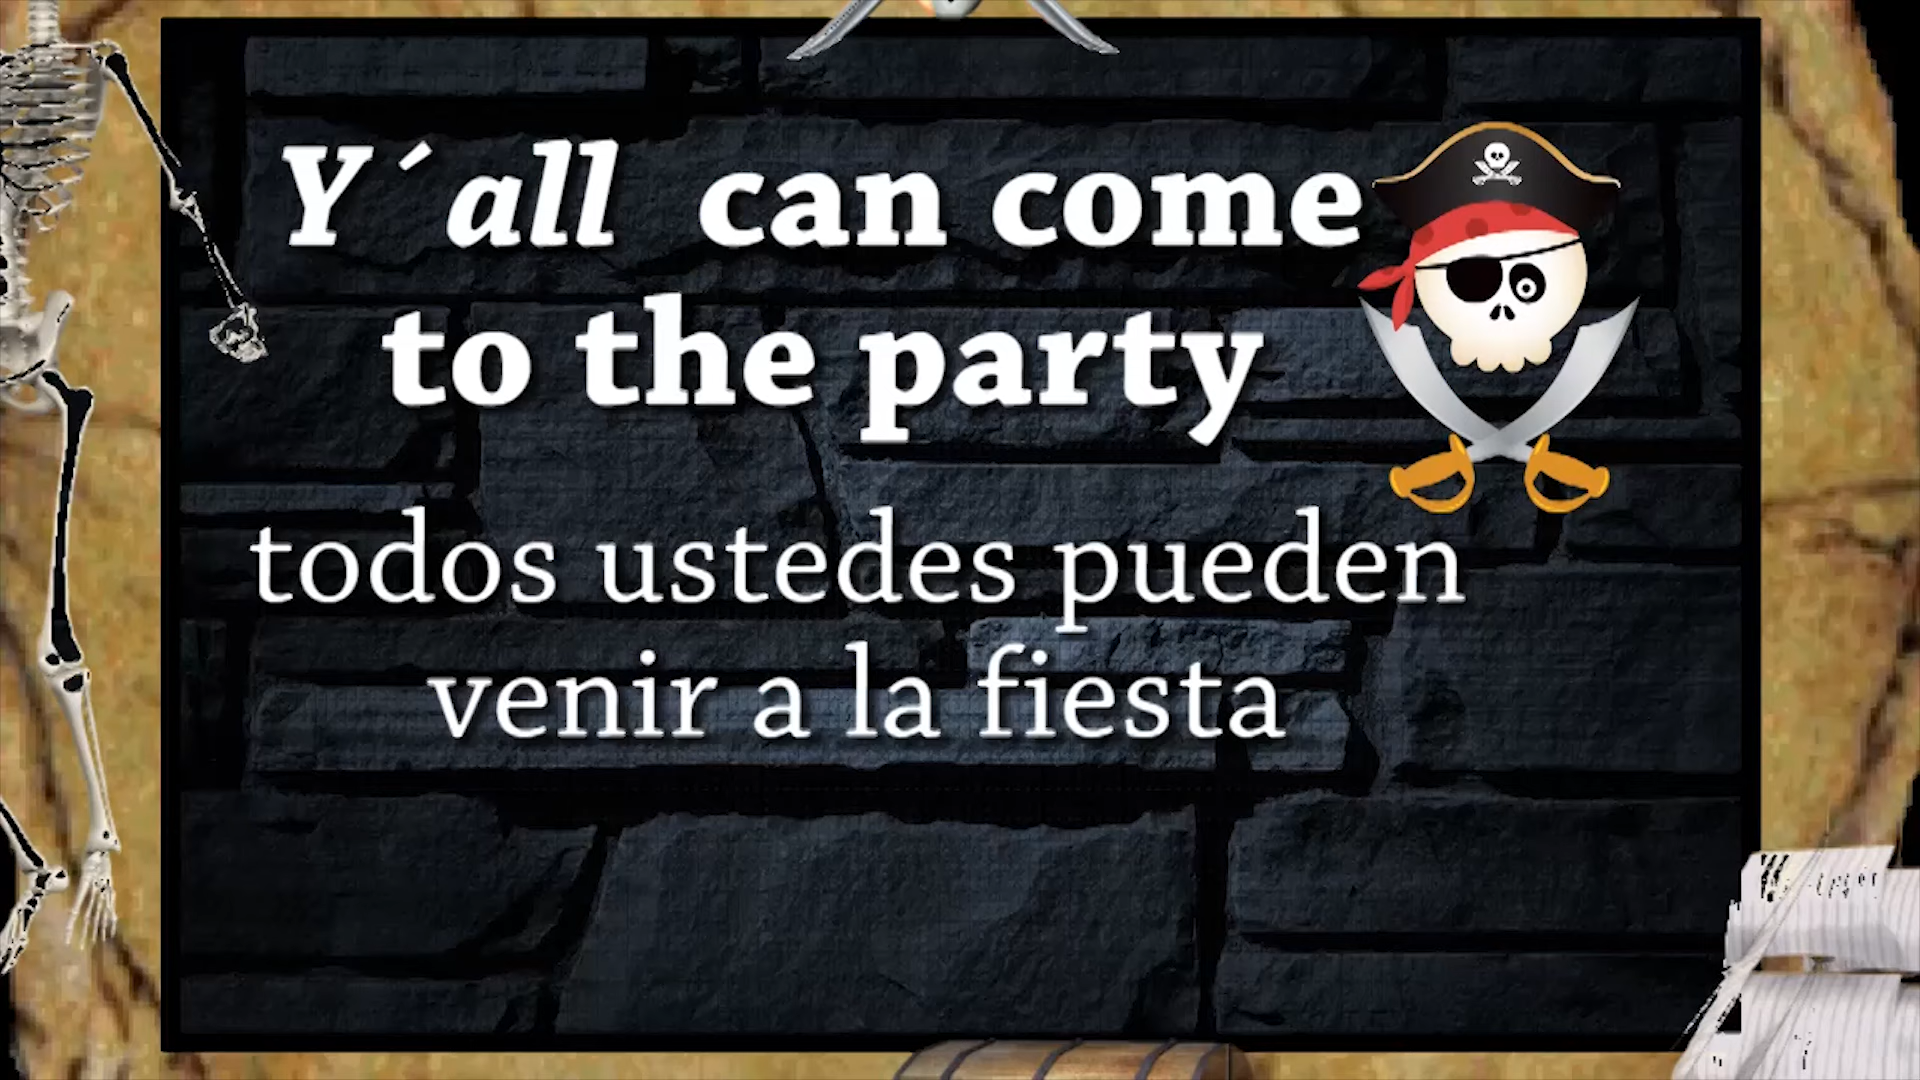 Y´all can come
to the party
todos ustedes pueden
venir a la fiesta